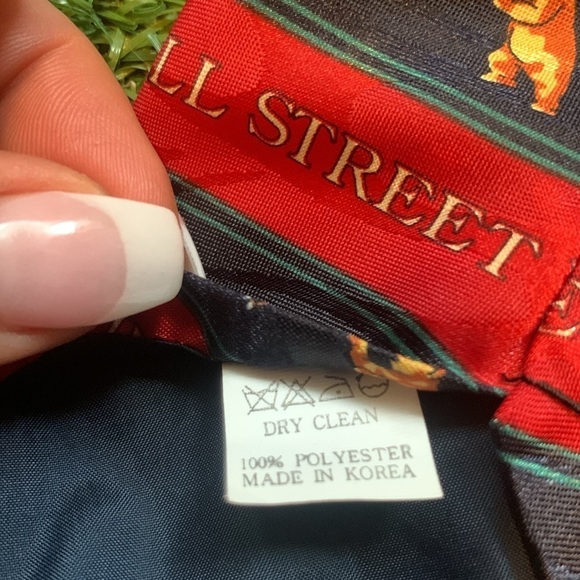 LL STREET
E
DRY CLEAN
100% POLYESTER
MADE IN KOREA